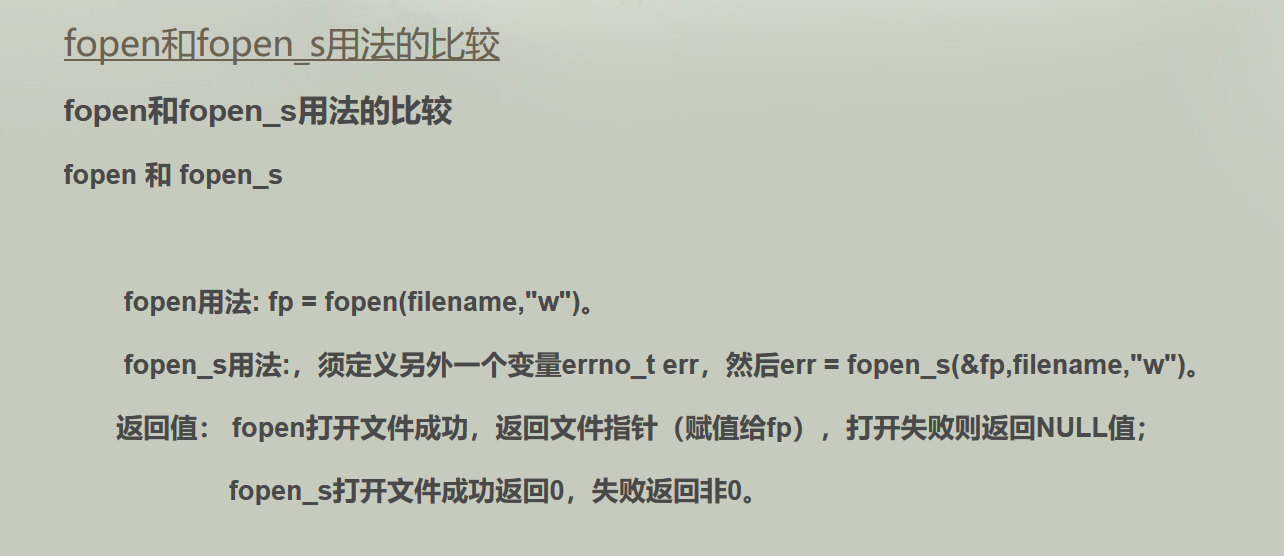 fopen和fopen_s用法的比较
fopen和fopen_s用法的比较
fopen 和 fopen_s
fopen用法: fp = fopen(filename,"w")。
fopen_s用法:，须定义另外一个变量errno_t err，然后err = fopen_s(&fp,filename,"w")。
返回值： fopen打开文件成功，返回文件指针（赋值给fp），打开失败则返回NULL值；
fopen_s打开文件成功返回0，失败返回非0。